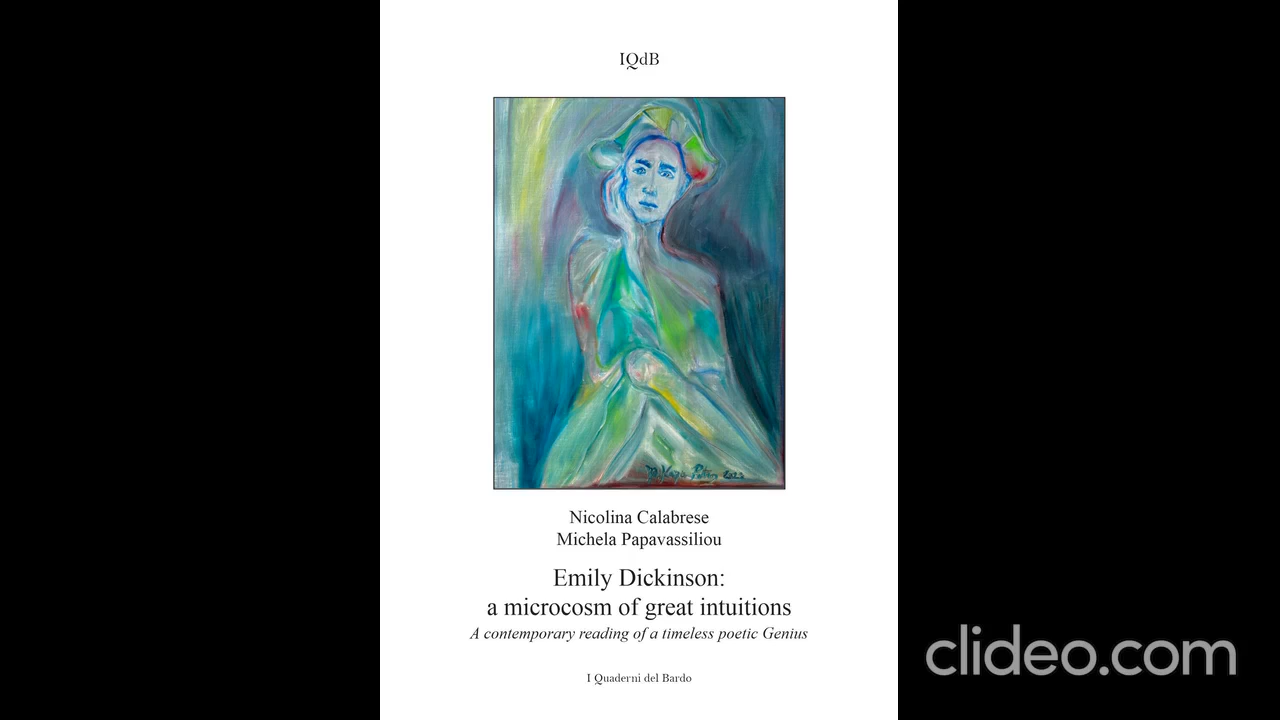 IQdB
Nicolina Calabrese
Michela Papavassiliou
Emily Dickinson:
a microcosm of great intuitions
A contemporary reading of a timeless poetic Genius
I Quaderni del Bardo
clideo.com